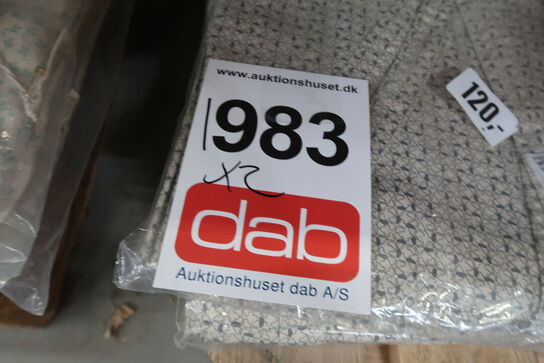 www.auktionshuset.dk
1983
x2
dab
Auktionshuset dab A/S
120,-